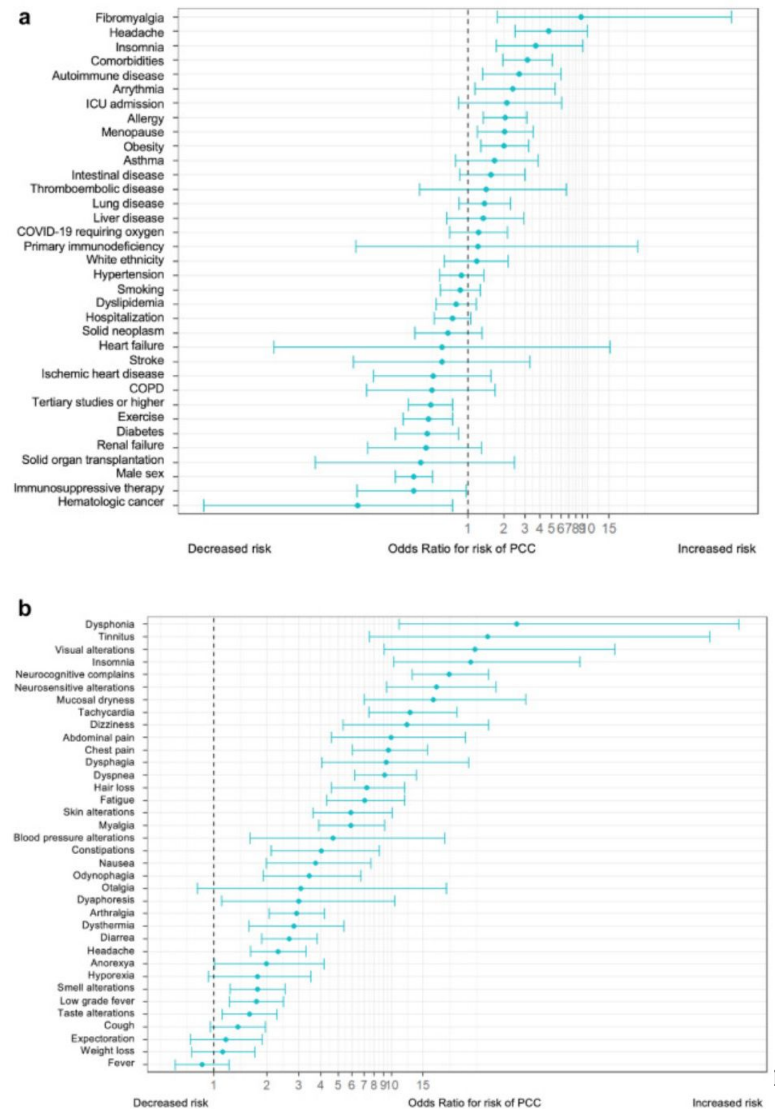 a
Fibromyalgia
Headache
Insomnia
Comorbidities
Autoimmune disease
Arrythmia
ICU admission
Allergy
Menopause
Obesity
Asthma
Intestinal disease
Thromboembolic disease
Lung disease
Liver disease
COVID-19 requiring oxygen
Primary immunodeficiency
White ethnicity
Hypertension
Smoking
Dyslipidemia
Hospitalization
Solid neoplasm
Heart failure
Stroke
Ischemic heart disease
COPD
Tertiary studies or higher
Exercise
Diabetes
Renal failure
Solid organ transplantation
Male sex
Immunosuppressive therapy
Hematologic cancer
1 2 3 4 5 6 7 8 9 10 15
Decreased risk Odds Ratio for risk of PCC Increased risk
b
Dysphonia
Tinnitus
Visual alterations
Insomnia
Neurocognitive complains
Neurosensitive alterations
Mucosal dryness
Tachycardia
Dizziness
Abdominal pain
Chest pain
Dysphagia
Dyspnea
Hair loss
Fatigue
Skin alterations
Myalgia
Blood pressure alterations
Constipations
Nausea
Odynophagia
Otalgia
Dyaphoresis
Arthralgia
Dysthermia
Diarrea
Headache
Anorexya
Hyporexia
Smell alterations
Low grade fever
Taste alterations
Cough
Expectoration
Weight loss
Fever
1 2 3 4 5 6 7 8 9 10 15
Decreased risk Odds Ratio for risk of PCC Increased risk